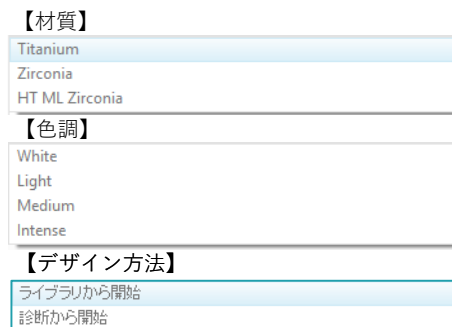 【材質】
Titanium
Zirconia
HT ML Zirconia
【色調】
White
Light
Medium
Intense
【デザイン方法】
ライブラリから開始
診断から開始